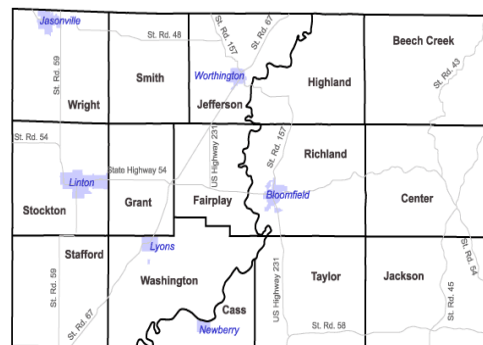 Jasonville
St. Rd. 48
St. Rd. 157
St. Rd. 67
Beech Creek
St. Rd. 59
Smith
Worthington
Highland
St. Rd. 43
Wright
Jefferson
St. Rd. 54
State Highway 54
US Highway 231
St. Rd. 157
Richland
Linton
Bloomfield
Stockton
Grant
Fairplay
Center
Stafford
Lyons
St. Rd. 59
Washington
Cass
US Highway 231
Taylor
Jackson
St. Rd. 54
St. Rd. 45
St. Rd. 67
Newberry
St. Rd. 58